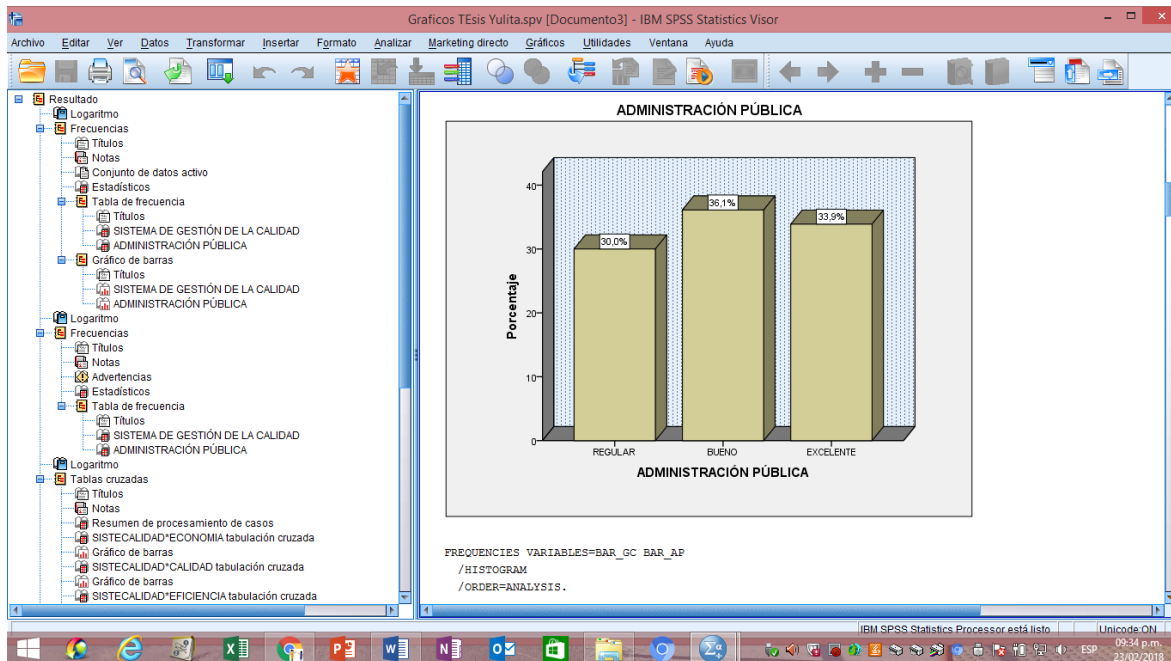 Graficos TEsis Yulita.spv [Documento3] - IBM SPSS Statistics Visor
Archivo Editar Ver Datos Transformar Insertar Formato Analizar Marketing directo Gráficos Utilidades Ventana Ayuda
Resultado
Logaritmo
Frecuencias
Títulos
Notas
Conjunto de datos activo
Estadísticos
Tabla de frecuencia
Títulos
SISTEMA DE GESTIÓN DE LA CALIDAD
ADMINISTRACIÓN PÚBLICA
Gráfico de barras
Títulos
SISTEMA DE GESTIÓN DE LA CALIDAD
ADMINISTRACIÓN PÚBLICA
Logaritmo
Frecuencias
Títulos
Notas
Advertencias
Estadísticos
Tabla de frecuencia
Títulos
SISTEMA DE GESTIÓN DE LA CALIDAD
ADMINISTRACIÓN PÚBLICA
Logaritmo
Tablas cruzadas
Títulos
Notas
Resumen de procesamiento de casos
SISTECALIDAD*ECONOMIA tabulación cruzada
Gráfico de barras
SISTECALIDAD*CALIDAD tabulación cruzada
Gráfico de barras
SISTECALIDAD*EFICIENCIA tabulación cruzada
ADMINISTRACIÓN PÚBLICA
Porcentaje
40
30
20
10
0
30,0%
36,1%
33,9%
REGULAR BUENO EXCELENTE
ADMINISTRACIÓN PÚBLICA
FREQUENCIES VARIABLES=BAR_GC BAR_AP
/HISTOGRAM
/ORDER=ANALYSIS.
IBM SPSS Statistics Processor está listo Unicode:ON
ESP
09:34 p.m.
23/02/2018